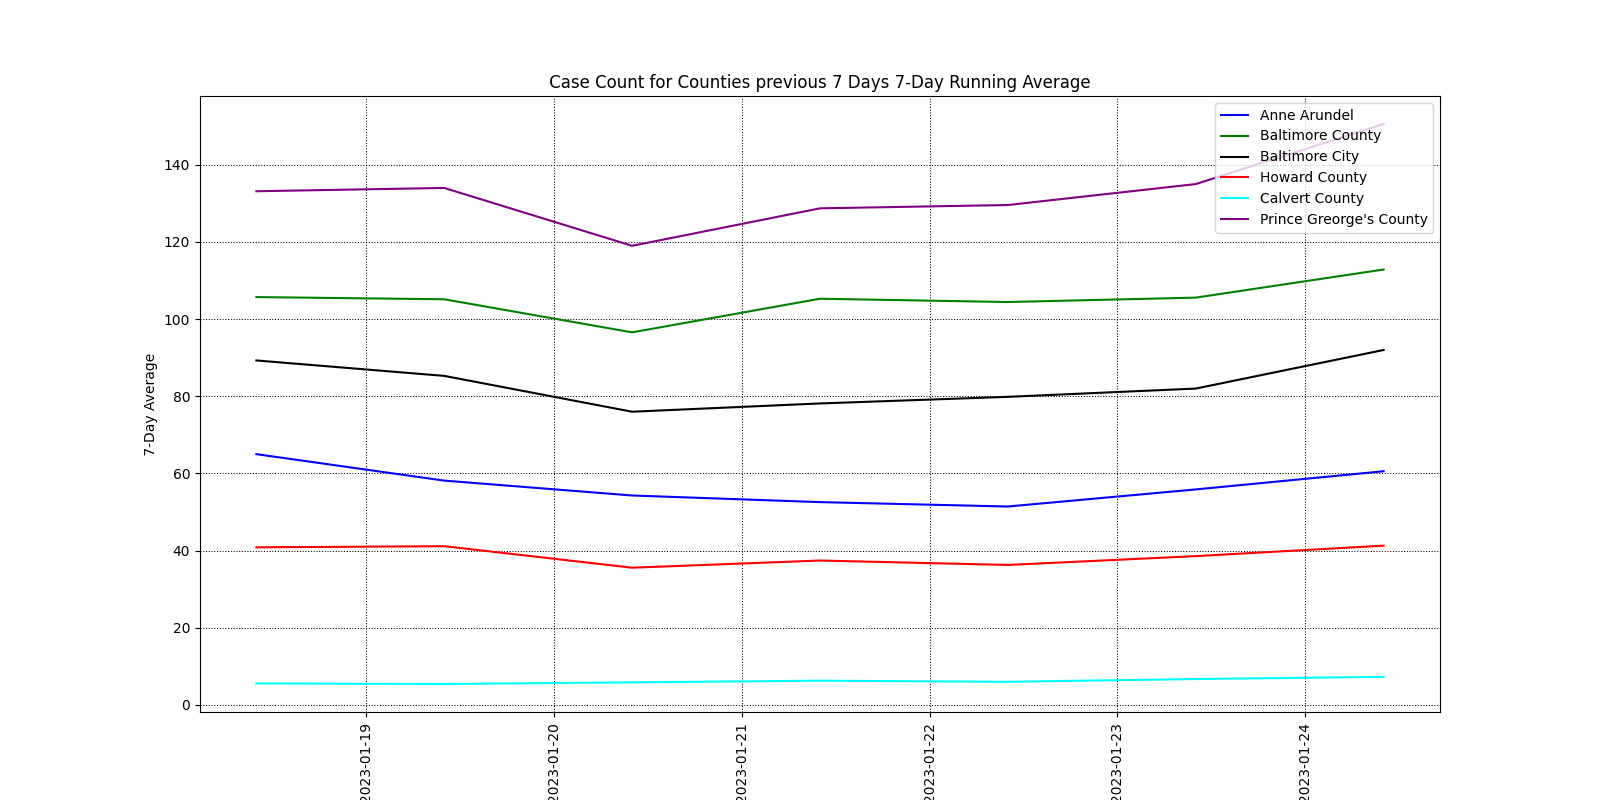 Case Count for Counties previous 7 Days 7-Day Running Average
Anne Arundel
Baltimore County
Baltimore City
Howard County
Calvert County
Prince Greorge's County
7-Day Average
140
120
100
80
60
40
20
0
2023-01-19
2023-01-20
2023-01-21
2023-01-22
2023-01-23
2023-01-24